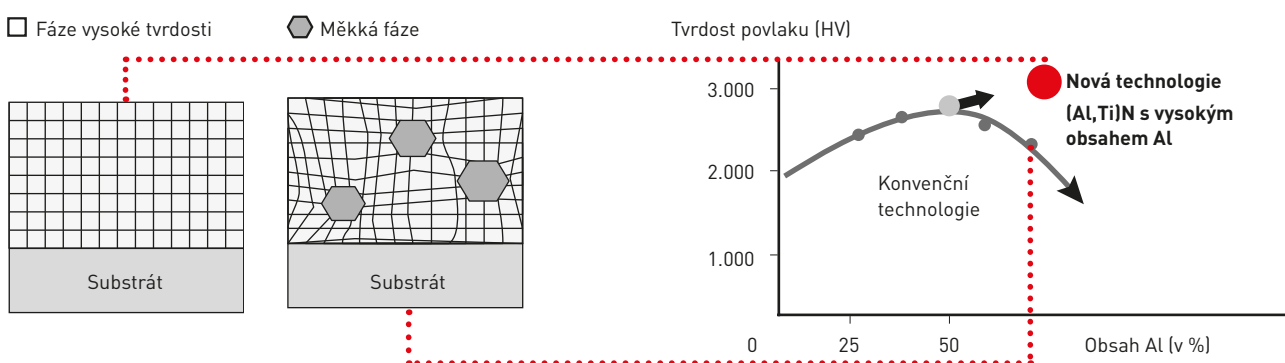 Fáze vysoké tvrdosti
Měkká fáze
Substrát
Substrát
Tvrdost povlaku (HV)
3.000
2.000
1.000
0
25
50
Obsah Al (v %)
Konvenční
technologie
Nová technologie
(Al,Ti)N s vysokým
obsahem Al